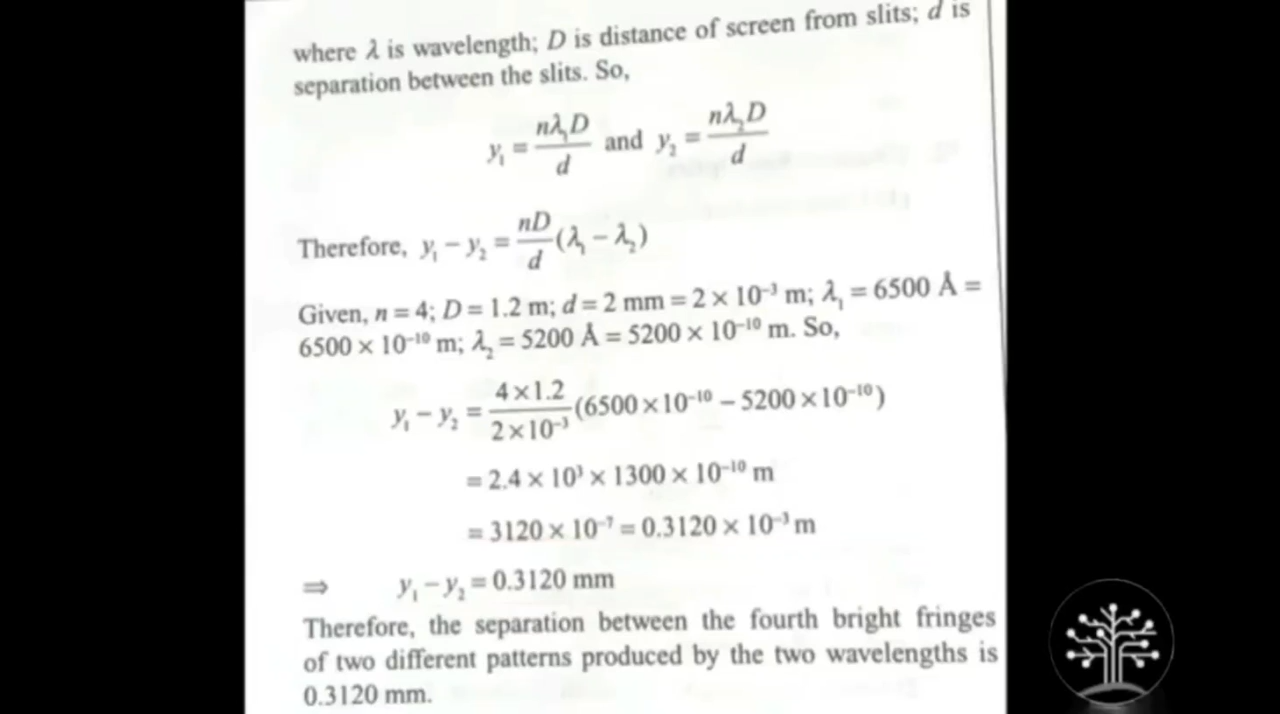 where λ is wavelength; D is distance of screen from slits; d is
separation between the slits. So,
y₁ = nλ₁D/d and y₂ = nλ₂D/d
Therefore, y₁ − y₂ = nD/d (λ₁ − λ₂)
Given, n = 4; D = 1.2 m; d = 2 mm = 2 × 10⁻³ m; λ₁ = 6500 Å =
6500 × 10⁻¹⁰ m; λ₂ = 5200 Å = 5200 × 10⁻¹⁰ m. So,
y₁ − y₂ = 4×1.2/2×10⁻³ (6500×10⁻¹⁰ − 5200×10⁻¹⁰)
= 2.4 × 10³ × 1300 × 10⁻¹⁰ m
= 3120 × 10⁻⁷ = 0.3120 × 10⁻³ m
⇒ y₁ − y₂ = 0.3120 mm
Therefore, the separation between the fourth bright fringes
of two different patterns produced by the two wavelengths is
0.3120 mm.